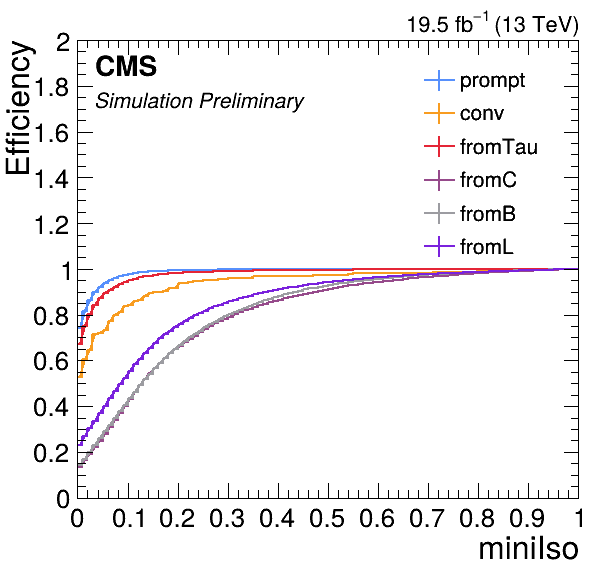 19.5 fb⁻¹ (13 TeV)
CMS
Simulation Preliminary
prompt
conv
fromTau
fromC
fromB
fromL
Efficiency
2
1.8
1.6
1.4
1.2
1
0.8
0.6
0.4
0.2
0
0 0.1 0.2 0.3 0.4 0.5 0.6 0.7 0.8 0.9 1
miniIso